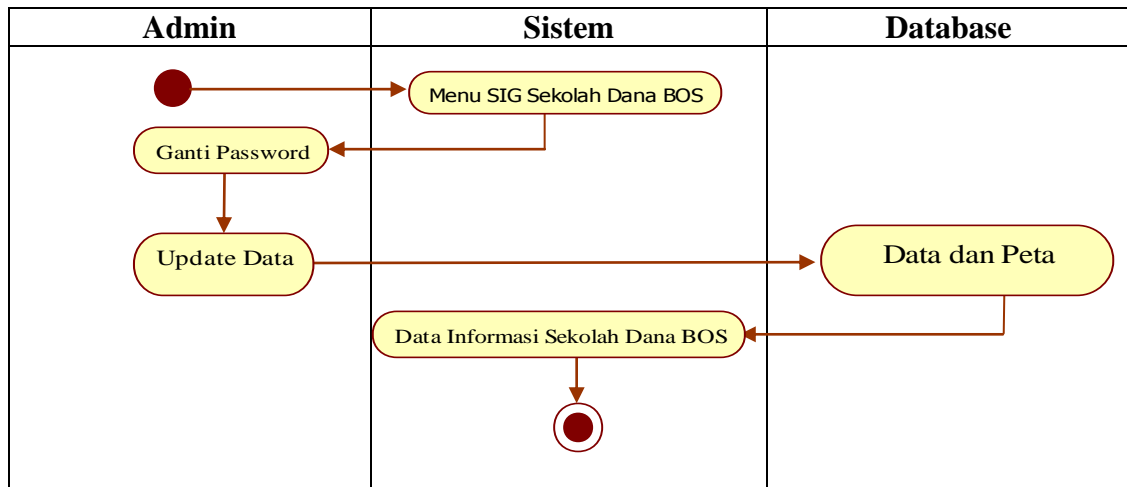 Admin
Sistem
Database
Menu SIG Sekolah Dana BOS
Ganti Password
Update Data
Data dan Peta
Data Informasi Sekolah Dana BOS